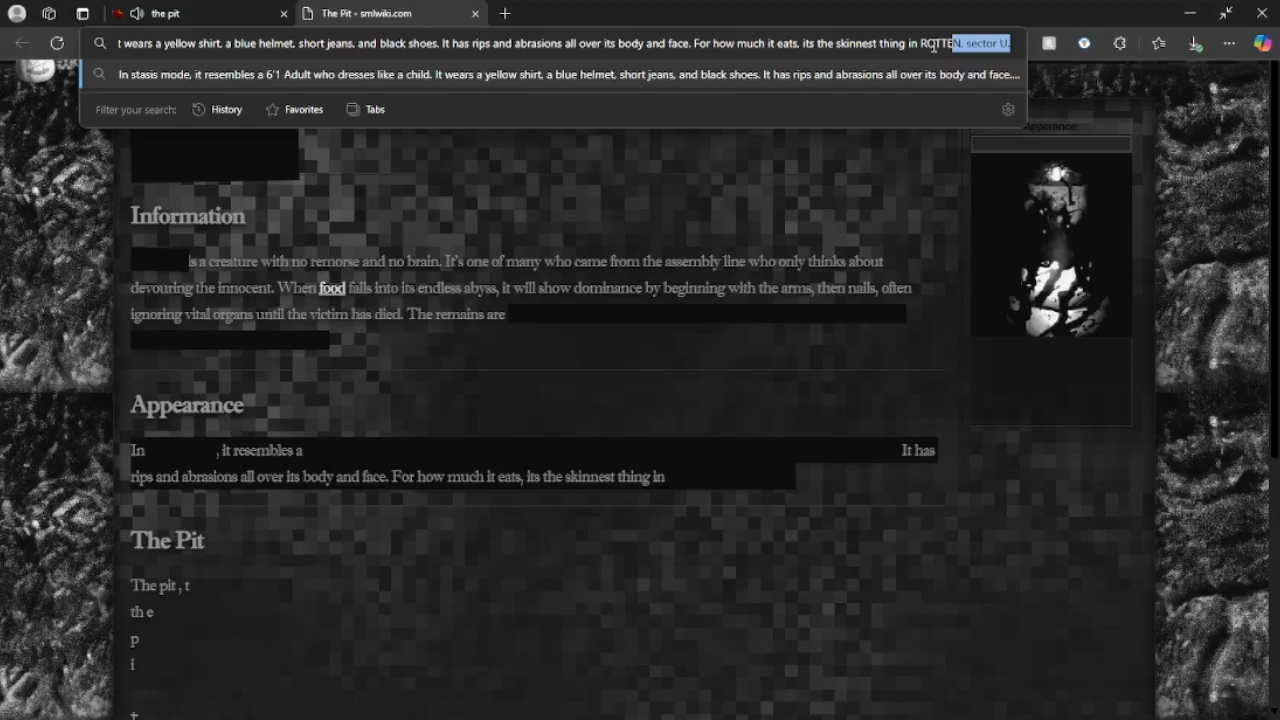 the pit
The Pit - smlwiki.com
t wears a yellow shirt, a blue helmet, short jeans, and black shoes. It has rips and abrasions all over its body and face. For how much it eats, its the skinnest thing in ROTTEN, sector U.
In stasis mode, it resembles a 6'1 Adult who dresses like a child. It wears a yellow shirt, a blue helmet, short jeans, and black shoes. It has rips and abrasions all over its body and face....
Filter your search: History Favorites Tabs
Apperance:
Information
is a creature with no remorse and no brain. It's one of many who came from the assembly line who only thinks about
devouring the innocent. When food falls into its endless abyss, it will show dominance by beginning with the arms, then nails, often
ignoring vital organs until the victim has died. The remains are
Appearance
In , it resembles a It has
rips and abrasions all over its body and face. For how much it eats, its the skinnest thing in
The Pit
The pit , t
th e
p
i
t